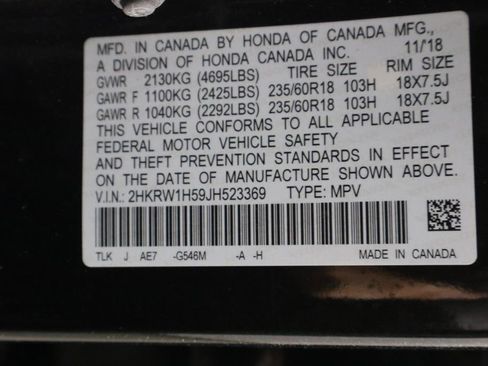 MFD. IN CANADA BY HONDA OF CANADA MFG.,
A DIVISION OF HONDA CANADA INC. 11/18
GVWR 2130KG (4695LBS) TIRE SIZE RIM SIZE
GAWR F 1100KG (2425LBS) 235/60R18 103H 18X7.5J
GAWR R 1040KG (2292LBS) 235/60R18 103H 18X7.5J
THIS VEHICLE CONFORMS TO ALL APPLICABLE
FEDERAL MOTOR VEHICLE SAFETY
AND THEFT PREVENTION STANDARDS IN EFFECT
ON THE DATE OF MANUFACTURE SHOWN ABOVE.
V.I.N.: 2HKRW1H59JH523369 TYPE: MPV
TLK J AE7 -G546M -A -H MADE IN CANADA